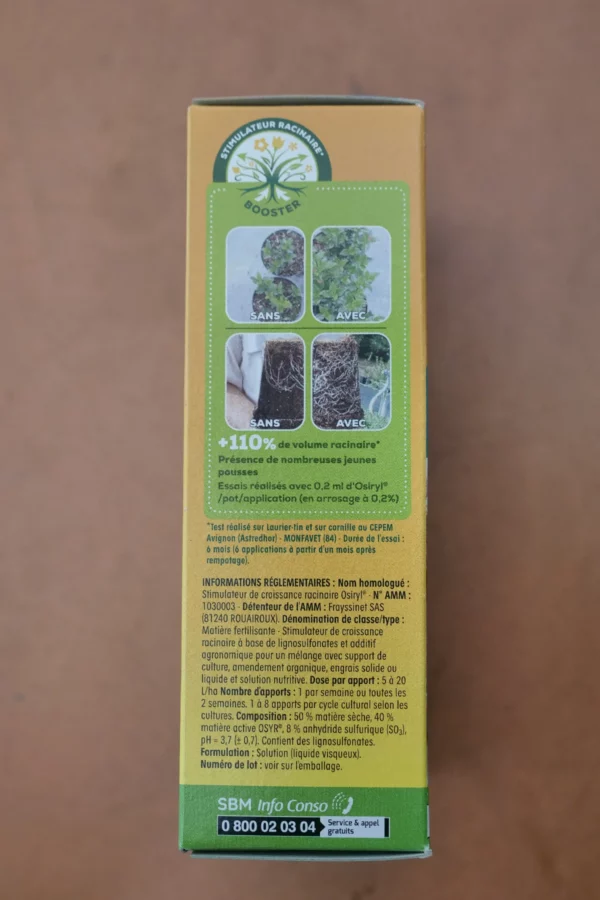 STIMULATEUR RACINAIRE*
BOOSTER
SANS AVEC
SANS AVEC
+110% de volume racinaire*
Présence de nombreuses jeunes
pousses
Essais réalisés avec 0,2 ml d'Osiryl®
/pot/application (en arrosage à 0,2%)
*Test réalisé sur Laurier-tin et sur cornille au CEPEM
Avignon (Astredhor) - MONFAVET (84) - Durée de l'essai :
6 mois (6 applications à partir d'un mois après
rempotage).
INFORMATIONS RÉGLEMENTAIRES : Nom homologué :
Stimulateur de croissance racinaire Osiryl® - N° AMM :
1030003 - Détenteur de l'AMM : Frayssinet SAS
(81240 ROUAIROUX). Dénomination de classe/type :
Matière fertilisante - Stimulateur de croissance
racinaire à base de lignosulfonates et additif
agronomique pour un mélange avec support de
culture, amendement organique, engrais solide ou
liquide et solution nutritive. Dose par apport : 5 à 20
L/ha Nombre d'apports : 1 par semaine ou toutes les
2 semaines. 1 à 8 apports par cycle cultural selon les
cultures. Composition : 50 % matière sèche, 40 %
matière active OSYR®, 8 % anhydride sulfurique (SO₃),
pH = 3,7 (± 0,7). Contient des lignosulfonates.
Formulation : Solution (liquide visqueux).
Numéro de lot : voir sur l'emballage.
SBM Info Conso
0 800 02 03 04 Service & appel
gratuits